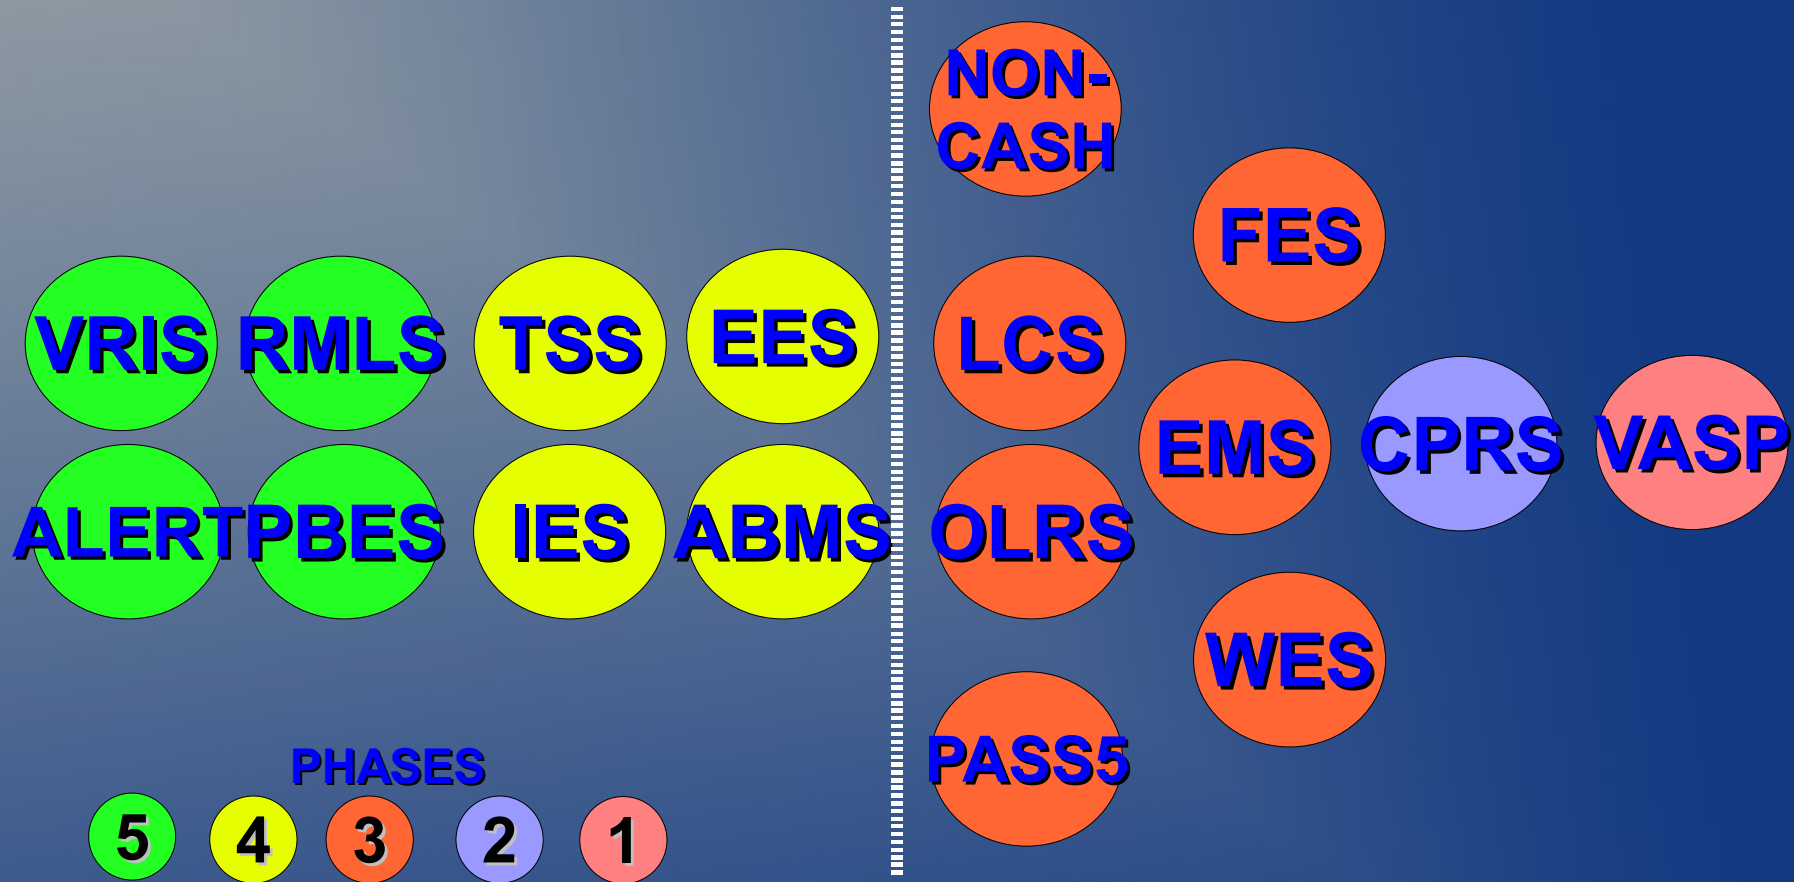 NON-
CASH
FES
VRIS
RMLS
TSS
EES
LCS
EMS
CPRS
VASP
ALERT
PBES
IES
ABMS
OLRS
WES
PASS5
PHASES
5
4
3
2
1